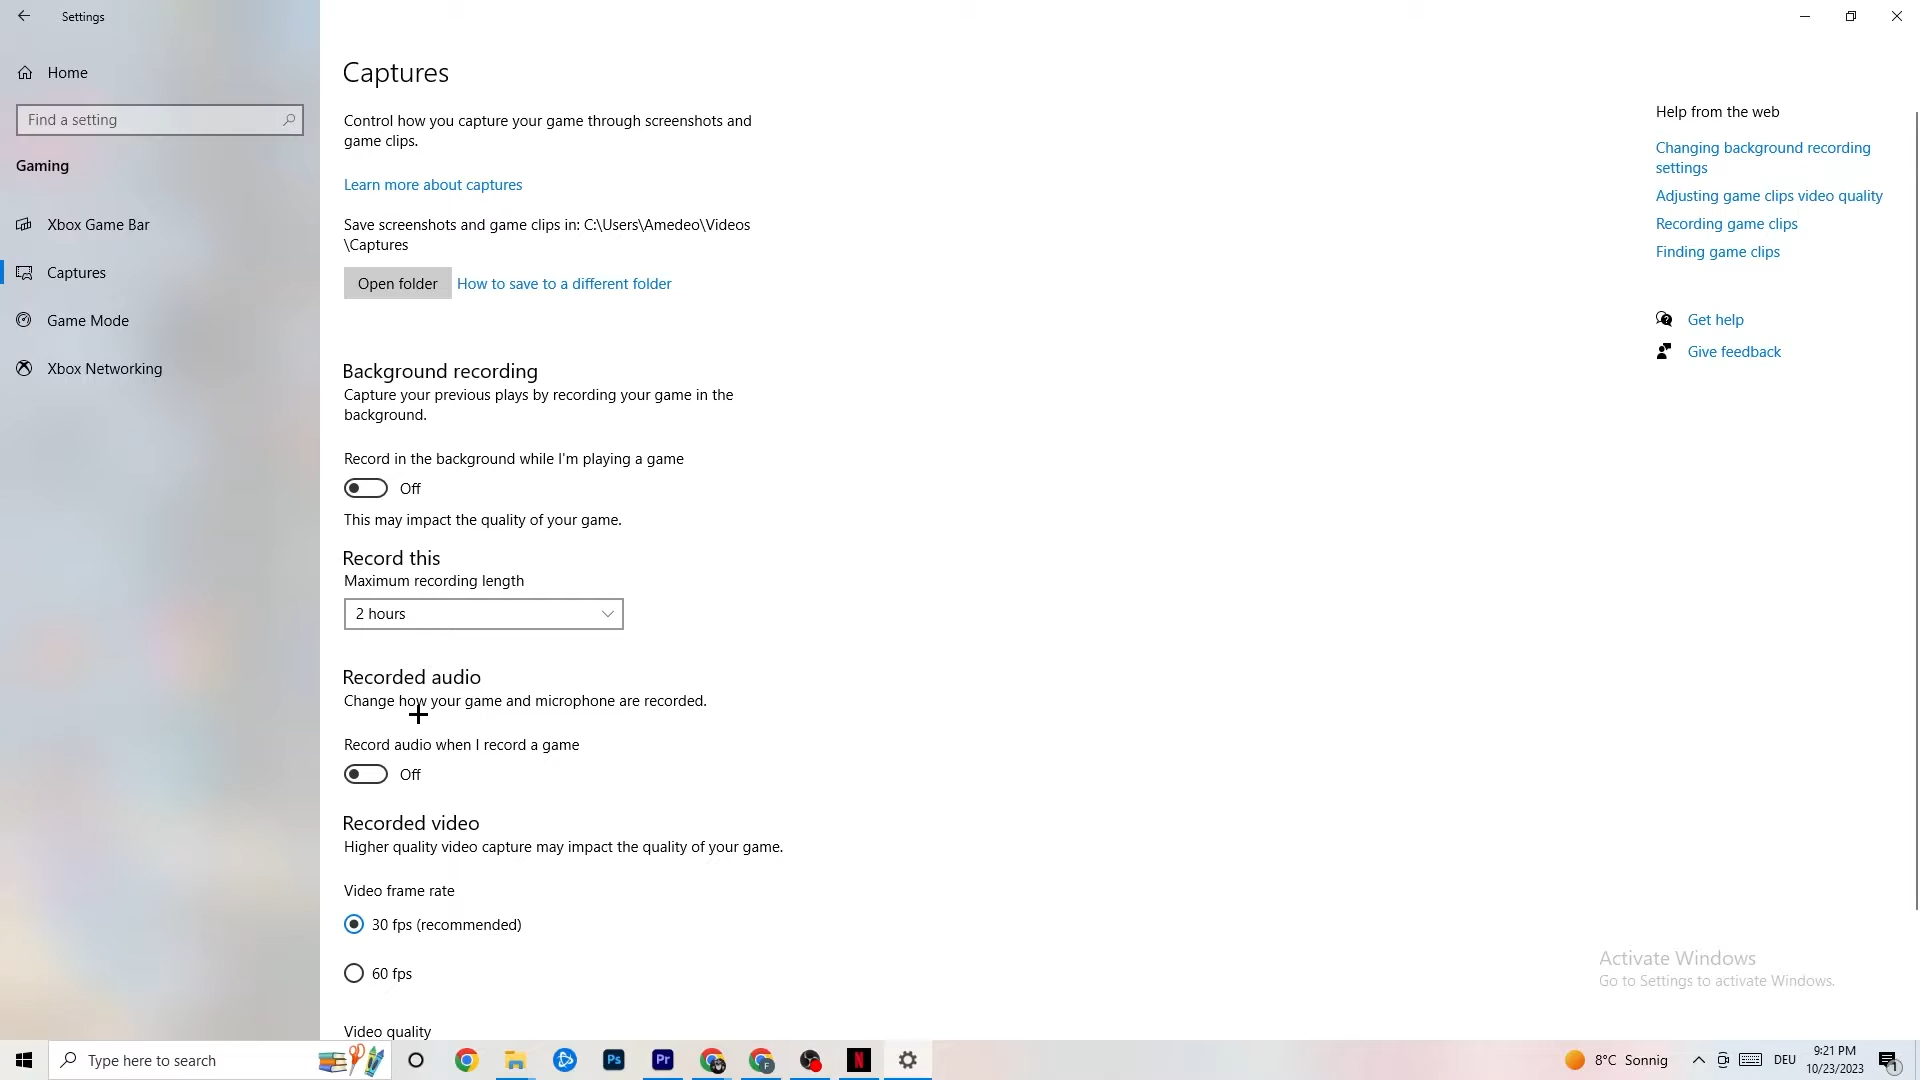 Settings
Home
Find a setting
Gaming
Xbox Game Bar
Captures
Game Mode
Xbox Networking
Captures
Control how you capture your game through screenshots and
game clips.
Learn more about captures
Save screenshots and game clips in: C:\Users\Amedeo\Videos
\Captures
Open folder
How to save to a different folder
Background recording
Capture your previous plays by recording your game in the
background.
Record in the background while I'm playing a game
Off
This may impact the quality of your game.
Record this
Maximum recording length
2 hours
Recorded audio
Change how your game and microphone are recorded.
Record audio when I record a game
Off
Recorded video
Higher quality video capture may impact the quality of your game.
Video frame rate
30 fps (recommended)
60 fps
Video quality
Help from the web
Changing background recording
settings
Adjusting game clips video quality
Recording game clips
Finding game clips
Get help
Give feedback
Activate Windows
Go to Settings to activate Windows.
Type here to search
Ps
Pr
F
N
8°C Sonnig
DEU
9:21 PM
10/23/2023
1